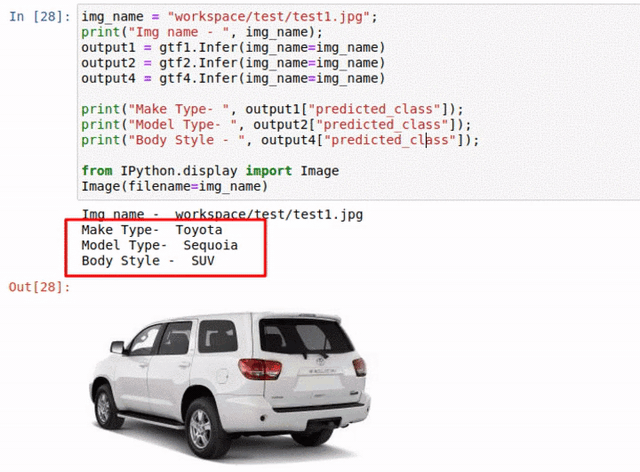 In [28]: img_name = "workspace/test/test1.jpg";
print("Img name - ", img_name);
output1 = gtf1.Infer(img_name=img_name)
output2 = gtf2.Infer(img_name=img_name)
output4 = gtf4.Infer(img_name=img_name)
print("Make Type- ", output1["predicted_class"]);
print("Model Type- ", output2["predicted_class"]);
print("Body Style - ", output4["predicted_class"]);
from IPython.display import Image
Image(filename=img_name)
Img name -  workspace/test/test1.jpg
Make Type-  Toyota
Model Type-  Sequoia
Body Style -  SUV
Out[28]: